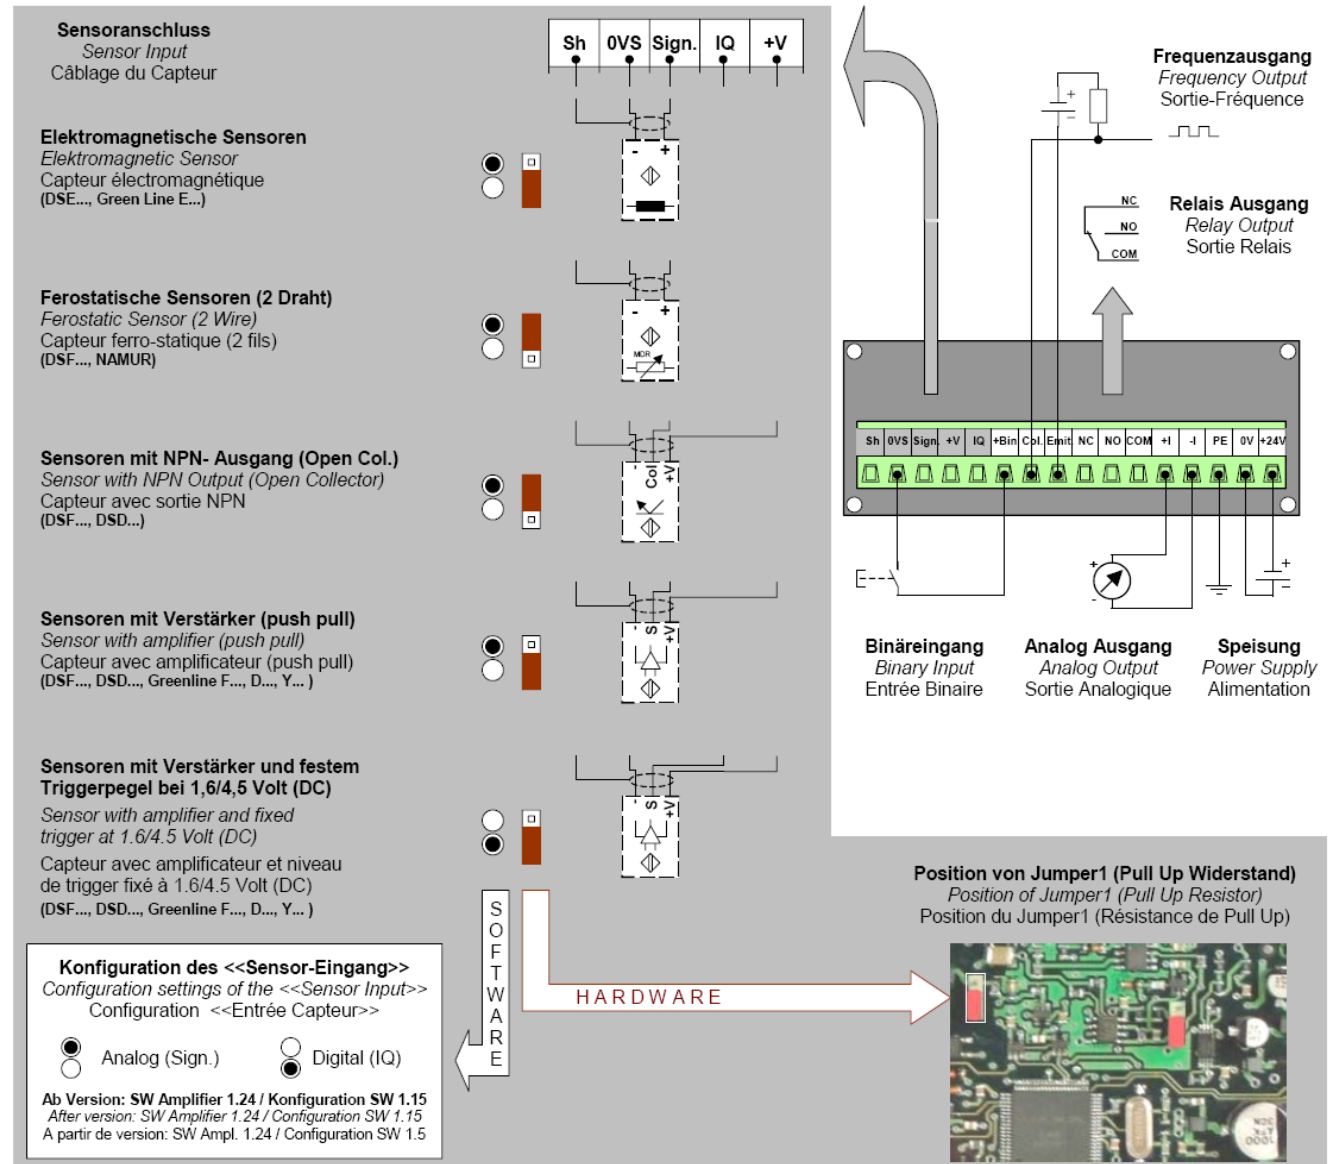 Sensoranschluss
Sensor Input
Câblage du Capteur
Sh 0VS Sign. IQ +V
Elektromagnetische Sensoren
Elektromagnetic Sensor
Capteur électromagnétique
(DSE..., Green Line E...)
- +
Ferostatische Sensoren (2 Draht)
Ferostatic Sensor (2 Wire)
Capteur ferro-statique (2 fils)
(DSF..., NAMUR)
- +
MDR
Sensoren mit NPN- Ausgang (Open Col.)
Sensor with NPN Output (Open Collector)
Capteur avec sortie NPN
(DSF..., DSD...)
- Col +V
Sensoren mit Verstärker (push pull)
Sensor with amplifier (push pull)
Capteur avec amplificateur (push pull)
(DSF..., DSD..., Greenline F..., D..., Y... )
- S +V
Sensoren mit Verstärker und festem
Triggerpegel bei 1,6/4,5 Volt (DC)
Sensor with amplifier and fixed
trigger at 1.6/4.5 Volt (DC)
Capteur avec amplificateur et niveau
de trigger fixé à 1.6/4.5 Volt (DC)
(DSF..., DSD..., Greenline F..., D..., Y... )
- S +V
SOFTWARE
HARDWARE
Konfiguration des <<Sensor-Eingang>>
Configuration settings of the <<Sensor Input>>
Configuration <<Entrée Capteur>>
Analog (Sign.) Digital (IQ)
Ab Version: SW Amplifier 1.24 / Konfiguration SW 1.15
After version: SW Amplifier 1.24 / Configuration SW 1.15
A partir de version: SW Ampl. 1.24 / Configuration SW 1.5
Frequenzausgang
Frequency Output
Sortie-Fréquence
+
-
NC
NO
COM
Relais Ausgang
Relay Output
Sortie Relais
Sh 0VS Sign. +V IQ +Bin Col. Emit NC NO COM +I -I PE 0V +24V
+
-
+
-
Binäreingang
Binary Input
Entrée Binaire
Analog Ausgang
Analog Output
Sortie Analogique
Speisung
Power Supply
Alimentation
Position von Jumper1 (Pull Up Widerstand)
Position of Jumper1 (Pull Up Resistor)
Position du Jumper1 (Résistance de Pull Up)